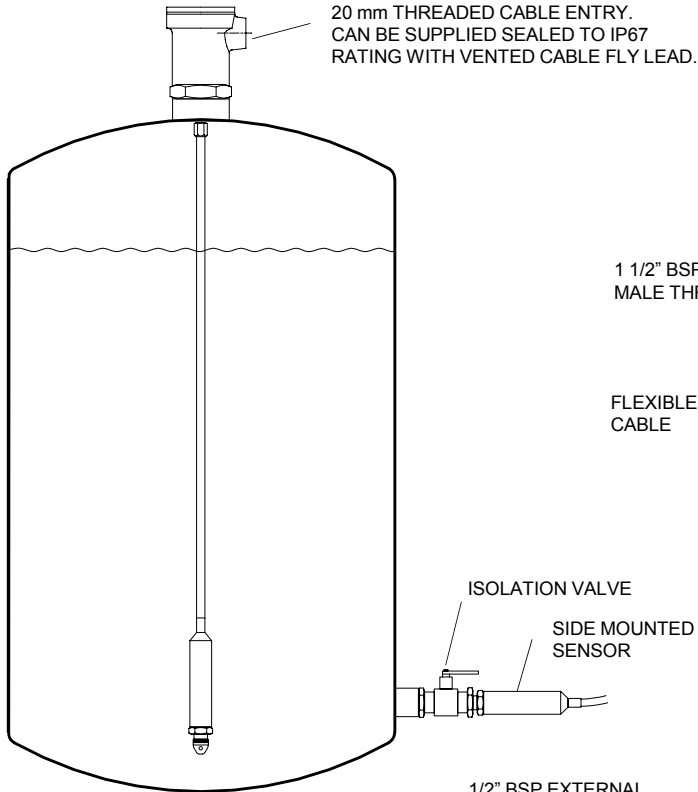 20 mm THREADED CABLE ENTRY.
CAN BE SUPPLIED SEALED TO IP67
RATING WITH VENTED CABLE FLY LEAD.
1 1/2" BSP
MALE
FLEXIBLE
CABLE
ISOLATION VALVE
SIDE MOUNTED
SENSOR
1/2" BSP EXTERNAL